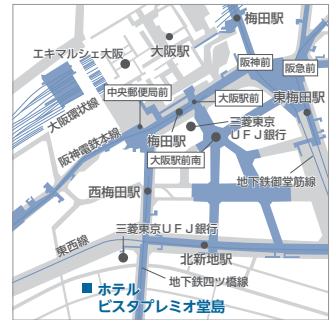 梅田駅
大阪駅
エキマルシェ大阪
阪神前
阪急前
大阪環状線
中央郵便局前
大阪駅前
東梅田駅
阪神電鉄本線
梅田駅
三菱東京
ＵＦＪ銀行
大阪駅前南
西梅田駅
地下鉄御堂筋線
三菱東京ＵＦＪ銀行
東西線
北新地駅
地下鉄四ツ橋線
ホテル
ビスタプレミオ堂島